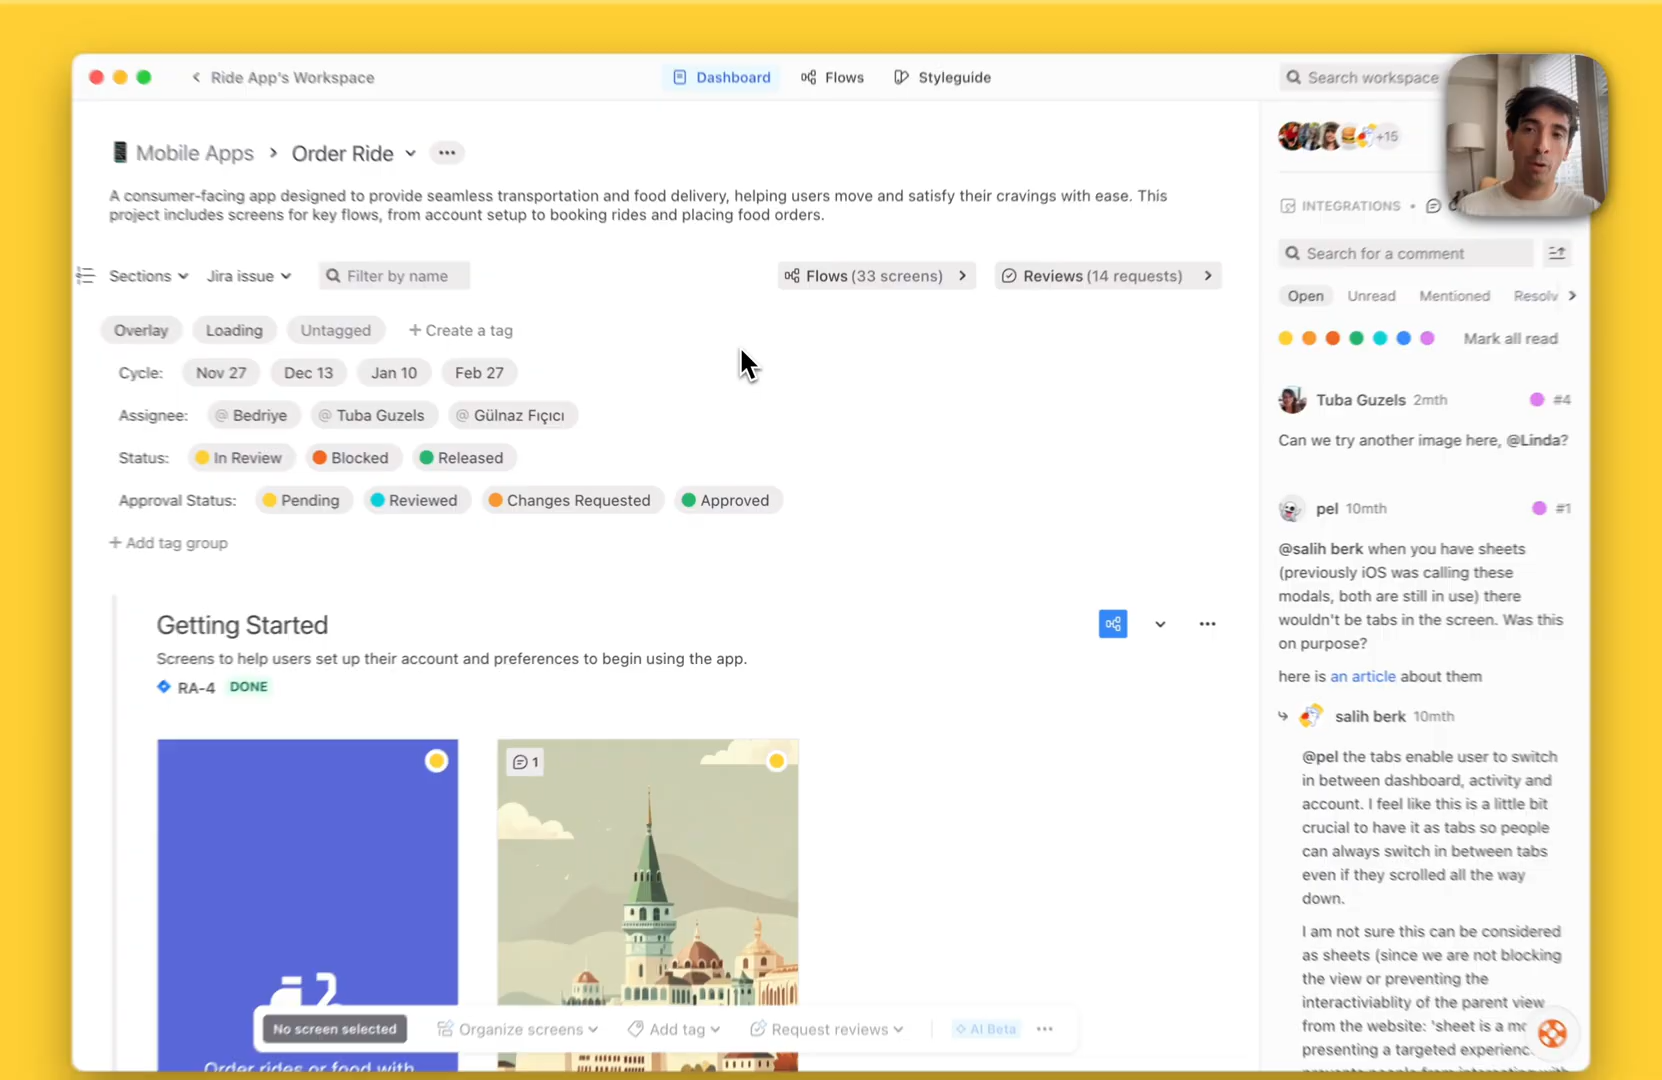 Ride App's Workspace
Dashboard
Flows
Styleguide
Search workspace
Mobile Apps > Order Ride
+15
A consumer-facing app designed to provide seamless transportation and food delivery, helping users move and satisfy their cravings with ease. This
project includes screens for key flows, from account setup to booking rides and placing food orders.
INTEGRATIONS •
Sections
Jira issue
Filter by name
Flows (33 screens)
Reviews (14 requests)
Search for a comment
Open
Unread
Mentioned
Resolv
Overlay
Loading
Untagged
+ Create a tag
Mark all read
Cycle:
Nov 27
Dec 13
Jan 10
Feb 27
Assignee:
@ Bedriye
@ Tuba Guzels
@ Gülnaz Fıçıcı
Status:
In Review
Blocked
Released
Approval Status:
Pending
Reviewed
Changes Requested
Approved
+ Add tag group
Getting Started
Screens to help users set up their account and preferences to begin using the app.
RA-4 DONE
1
Order rides or food with
No screen selected
Organize screens
Add tag
Request reviews
AI Beta
Tuba Guzels 2mth
#4
Can we try another image here, @Linda?
pel 10mth
#1
@salih berk when you have sheets
(previously iOS was calling these
modals, both are still in use) there
wouldn't be tabs in the screen. Was this
on purpose?
here is an article about them
salih berk 10mth
@pel the tabs enable user to switch
in between dashboard, activity and
account. I feel like this is a little bit
crucial to have it as tabs so people
can always switch in between tabs
even if they scrolled all the way
down.
I am not sure this can be considered
as sheets (since we are not blocking
the view or preventing the
interactiviablity of the parent view
from the website: 'sheet is a mo
presenting a targeted experienc